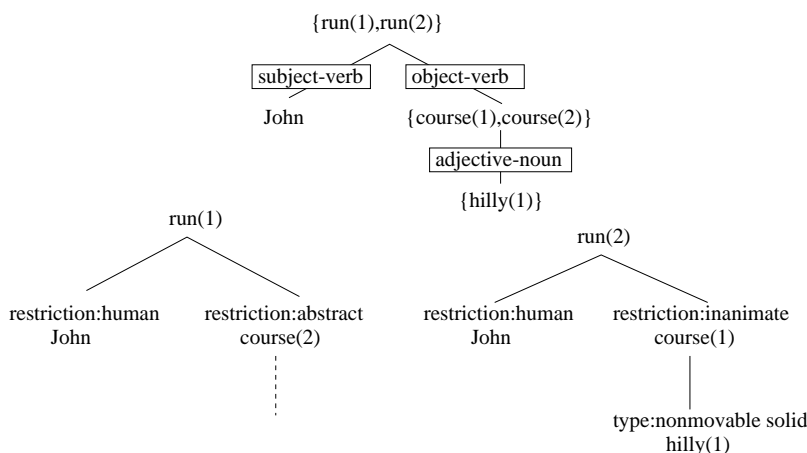 {run(1),run(2)}
subject-verb object-verb
John {course(1),course(2)}
adjective-noun
{hilly(1)}
run(1)
run(2)
restriction:human restriction:abstract restriction:human restriction:inanimate
John course(2) John course(1)
type:nonmovable solid
hilly(1)